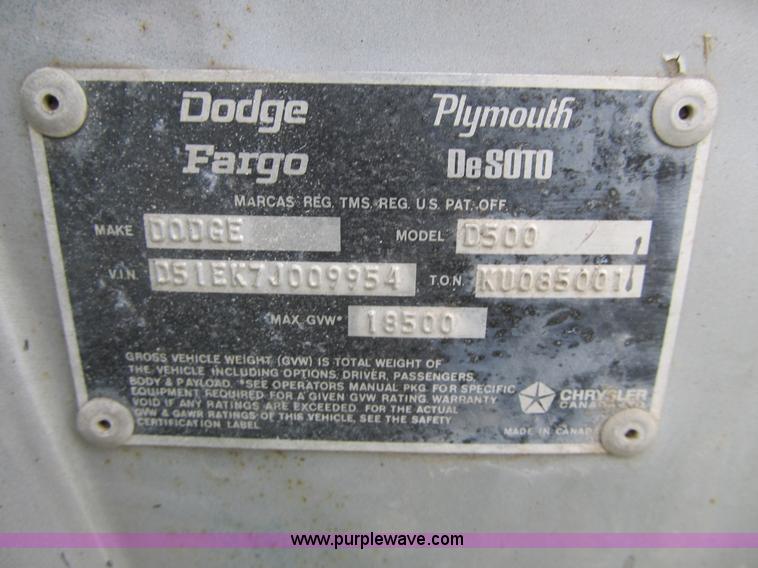 Dodge Plymouth
Fargo DeSOTO
MARCAS REG. TMS. REG. U.S. PAT. OFF.
MAKE DODGE MODEL D500
V.I.N. D51EK7J009954 T.O.N. KU085001
MAX. GVW* 18500
GROSS VEHICLE WEIGHT (GVW) IS TOTAL WEIGHT OF
THE VEHICLE INCLUDING OPTIONS, DRIVER, PASSENGERS,
BODY & PAYLOAD. *SEE OPERATORS MANUAL PKG. FOR SPECIFIC
EQUIPMENT REQUIRED FOR A GIVEN GVW RATING. WARRANTY
VOID IF ANY RATINGS ARE EXCEEDED. FOR THE ACTUAL
GVW & GAWR RATINGS OF THIS VEHICLE, SEE THE SAFETY
CERTIFICATION LABEL.
CHRYSLER
CANADA
MADE IN CANADA
www.purplewave.com